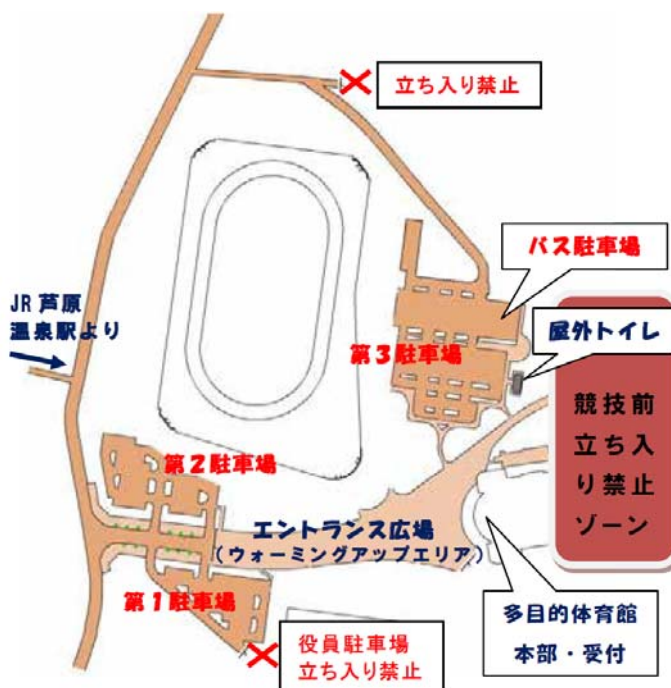 立ち入り禁止
バス駐車場
JR 芦原
温泉駅より
屋外トイレ
第3駐車場
競技前
立ち入
り禁止
ゾーン
第2駐車場
エントランス広場
（ウォーミングアップエリア）
第1駐車場
多目的体育館
本部・受付
役員駐車場
立ち入り禁止